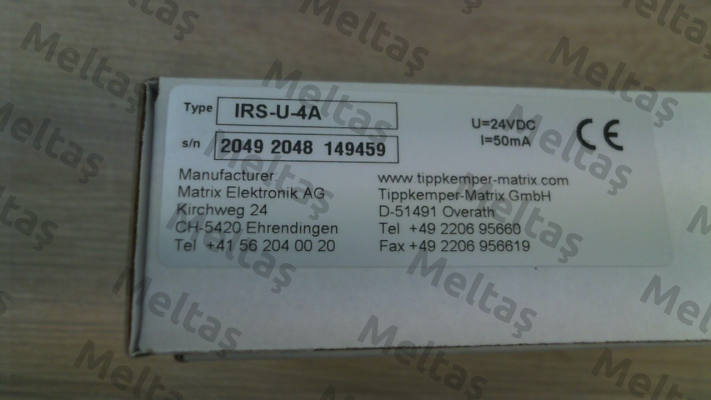 Type IRS-U-4A
U=24VDC
I=50mA
CE
s/n 2049 2048 149459
Manufacturer
Matrix Elektronik AG
Kirchweg 24
CH-5420 Ehrendingen
Tel +41 56 204 00 20
www.tippkemper-matrix.com
Tippkemper-Matrix GmbH
D-51491 Overath
Tel +49 2206 95660
Fax +49 2206 956619
Meltaş